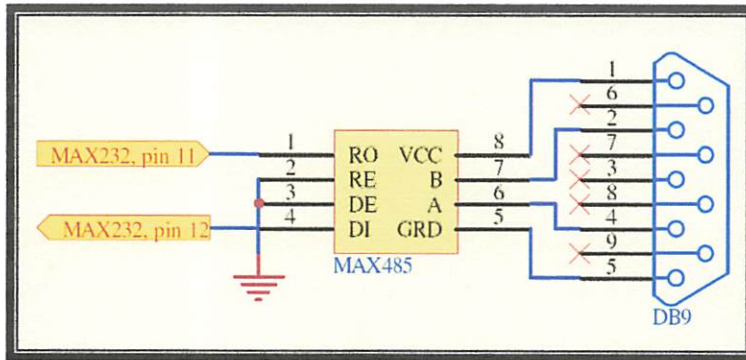 MAX232, pin 11
MAX232, pin 12
1
2
3
4
RO VCC
RE B
DE A
DI GRD
MAX485
8
7
6
5
1
6
2
7
3
8
4
9
5
DB9